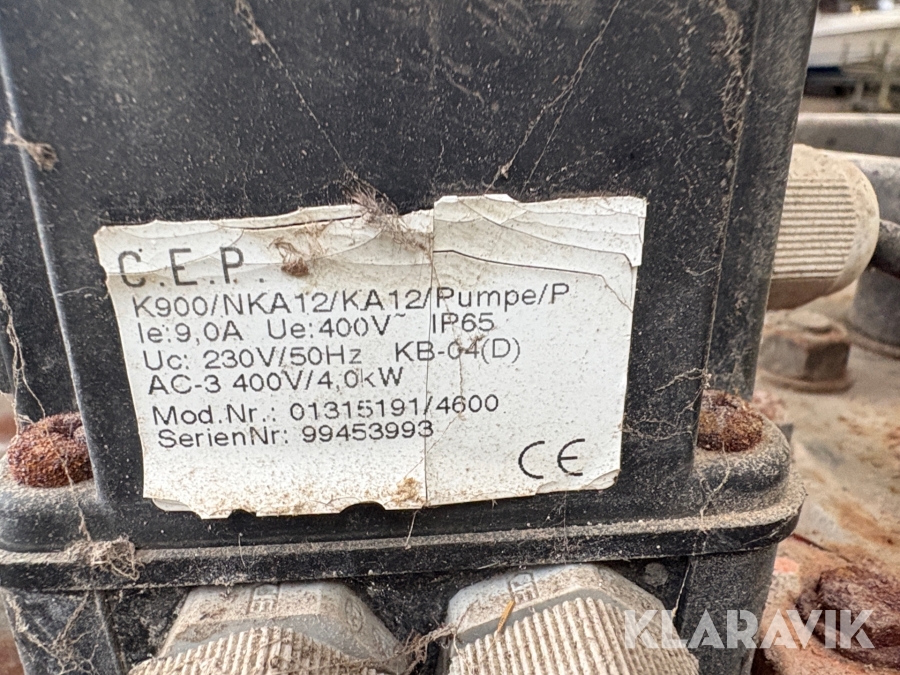 C.E.P.
K900/NKA12/KA12/Pumpe/P
Ie:9,0A Ue:400V~ IP65
Uc: 230V/50Hz KB-04(D)
AC-3 400V/4,0kW
Mod.Nr.: 01315191/4600
SerienNr: 99453993
CE
KLARAVIK